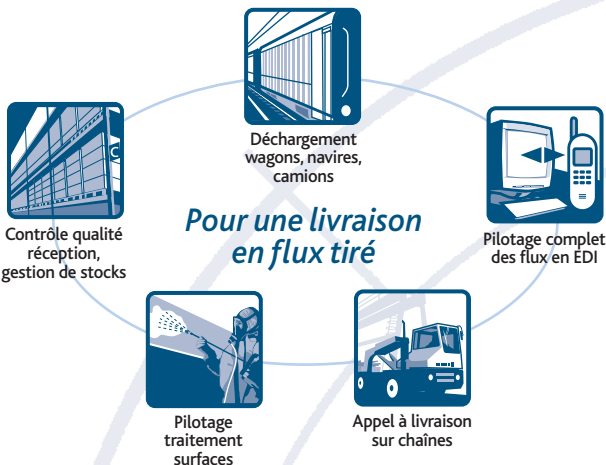 Déchargement
wagons, navires,
camions
Contrôle qualité
réception,
gestion de stocks
Pour une livraison
en flux tiré
Pilotage complet
des flux en EDI
Pilotage
traitement
surfaces
Appel à livraison
sur chaînes